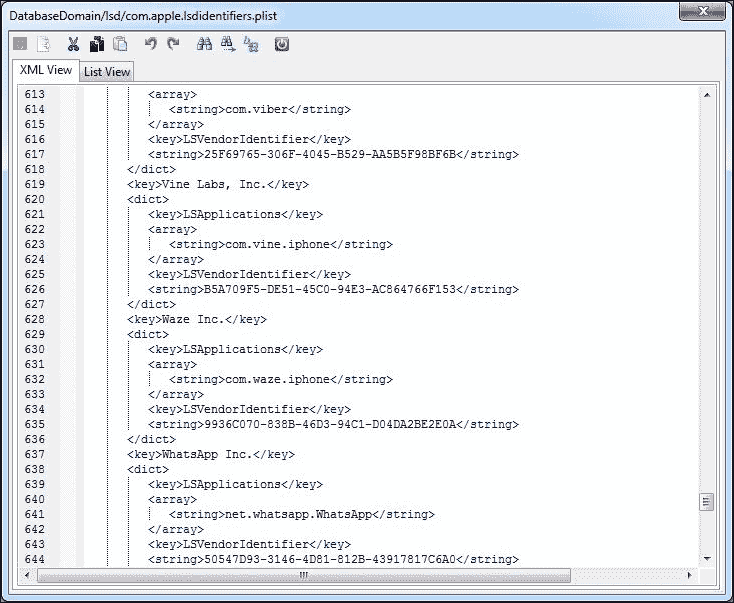 DatabaseDomain/lsd/com.apple.lsdidentifiers.plist
XML View List View
613 <array>
614 <string>com.viber</string>
615 </array>
616 <key>LSVendorIdentifier</key>
617 <string>25F69765-306F-4045-B529-AA5B5F98BF6B</string>
618 </dict>
619 <key>Vine Labs, Inc.</key>
620 <dict>
621 <key>LSApplications</key>
622 <array>
623 <string>com.vine.iphone</string>
624 </array>
625 <key>LSVendorIdentifier</key>
626 <string>B5A709F5-DE51-45C0-94E3-AC864766F153</string>
627 </dict>
628 <key>Waze Inc.</key>
629 <dict>
630 <key>LSApplications</key>
631 <array>
632 <string>com.waze.iphone</string>
633 </array>
634 <key>LSVendorIdentifier</key>
635 <string>9936C070-838B-46D3-94C1-D04DA2BE2E0A</string>
636 </dict>
637 <key>WhatsApp Inc.</key>
638 <dict>
639 <key>LSApplications</key>
640 <array>
641 <string>net.whatsapp.WhatsApp</string>
642 </array>
643 <key>LSVendorIdentifier</key>
644 <string>50547D93-3146-4D81-812B-43917817C6A0</string>